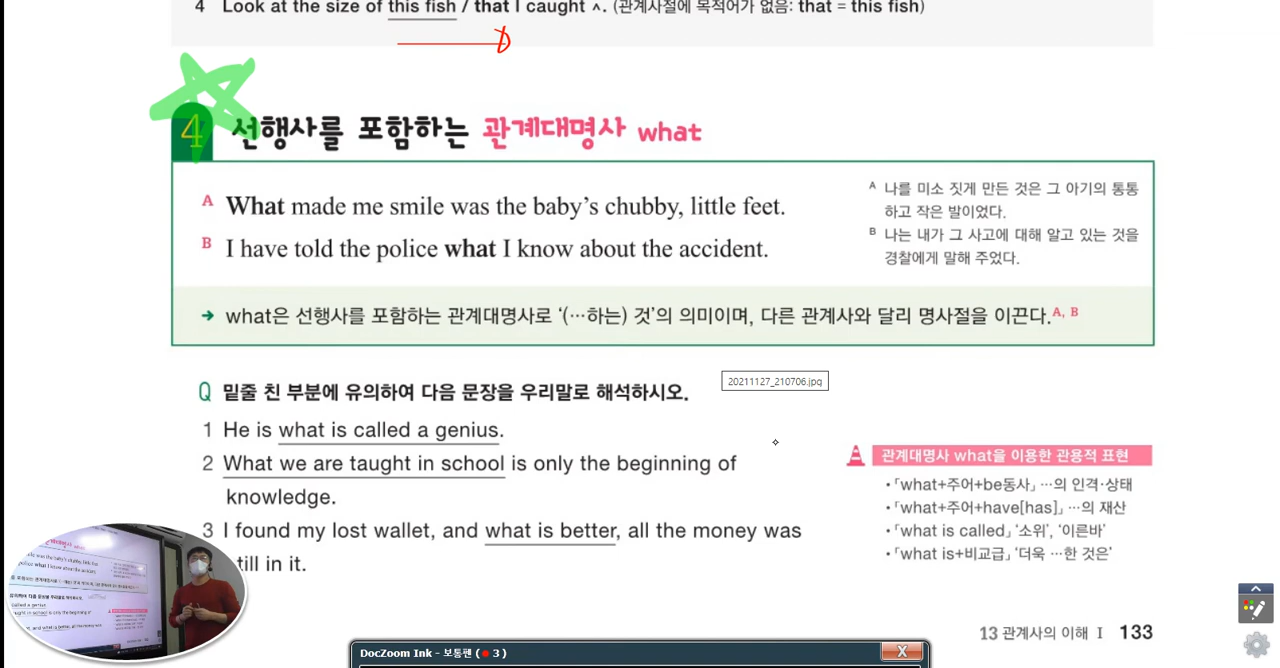 4 Look at the size of this fish / that I caught ∧. (관계사절에 목적어가 없음: that = this fish)
4 선행사를 포함하는 관계대명사 what
A What made me smile was the baby's chubby, little feet.
B I have told the police what I know about the accident.
A 나를 미소 짓게 만든 것은 그 아기의 통통
하고 작은 발이었다.
B 나는 내가 그 사고에 대해 알고 있는 것을
경찰에게 말해 주었다.
→ what은 선행사를 포함하는 관계대명사로 '(…하는) 것'의 의미이며, 다른 관계사와 달리 명사절을 이끈다.A, B
Q 밑줄 친 부분에 유의하여 다음 문장을 우리말로 해석하시오.
20211127_210706.jpg
1 He is what is called a genius.
2 What we are taught in school is only the beginning of
knowledge.
3 I found my lost wallet, and what is better, all the money was
till in it.
관계대명사 what을 이용한 관용적 표현
•「what+주어+be동사」 …의 인격·상태
•「what+주어+have[has]」 …의 재산
•「what is called」 '소위', '이른바'
•「what is+비교급」 '더욱 …한 것은'
13 관계사의 이해 I 133
DocZoom Ink - 보통펜 ( 3 )
X